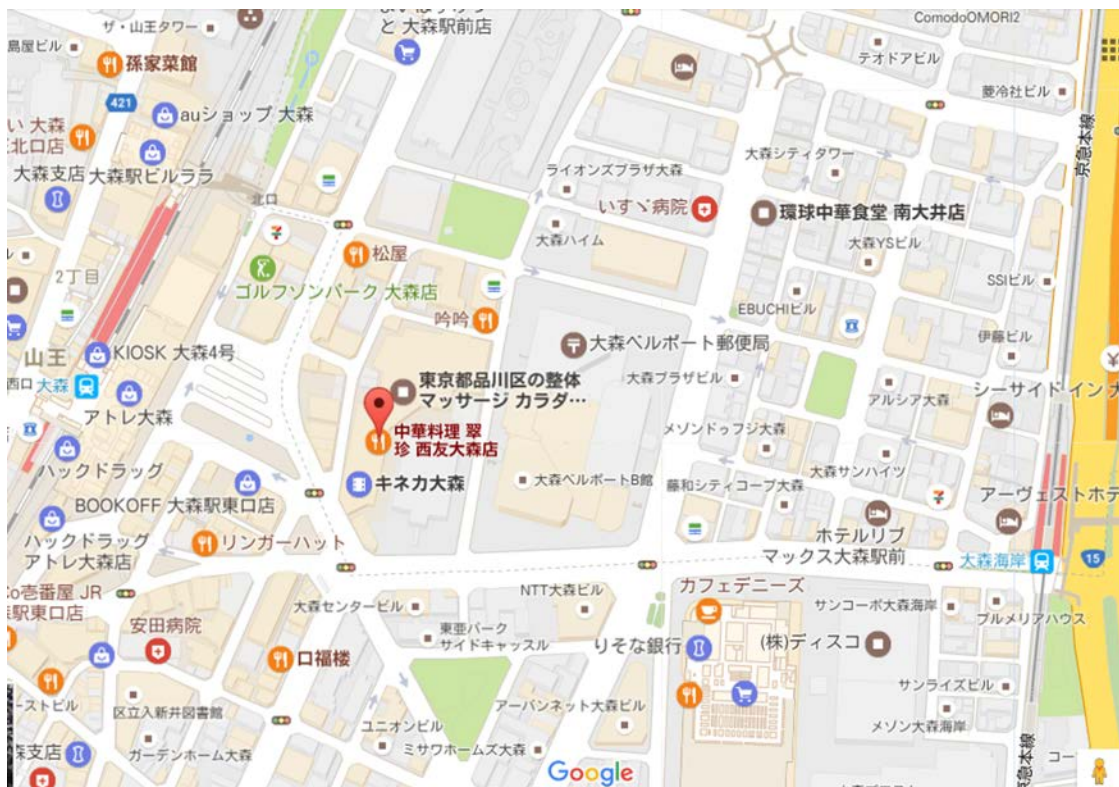 ザ・山王タワー
と 大森駅前店
ComodoOMORI2
島屋ビル
孫家菜館
テオドアビル
菱冷社ビル
421
auショップ 大森
い 大森
北口店
大森支店
大森駅ビルララ
北口
ライオンズプラザ大森
大森シティタワー
京急本線
いすゞ病院
環球中華食堂 南大井店
大森ハイム
大森YSビル
松屋
2丁目
ゴルフゾンパーク 大森店
SSIビル
EBUCHIビル
吟吟
伊藤ビル
山王
KIOSK 大森4号
大森ベルポート郵便局
西口
大森
アトレ大森
東京都品川区の整体
マッサージ カラダ…
大森プラザビル
アルシア大森
シーサイド イン 大
中華料理 翠
珍 西友大森店
メゾンドゥフジ大森
ハックドラッグ
キネカ大森
大森ベルポートB館
藤和シティコープ大森
大森サンハイツ
アーヴェストホテ
BOOKOFF 大森駅東口店
ハックドラッグ
アトレ大森店
リンガーハット
ホテルリブ
マックス大森駅前
大森海岸
15
Co壱番屋 JR
森駅東口店
大森センタービル
NTT大森ビル
カフェデニーズ
サンコーポ大森海岸
プルメリアハウス
安田病院
東亜パーク
サイドキャッスル
りそな銀行
(株)ディスコ
口福楼
サンライズビル
ーストビル
区立入新井図書館
アーバンネット大森ビル
ユニオンビル
メゾン大森海岸
森支店
ガーデンホーム大森
ミサワホームズ大森
Google
急本線
コー